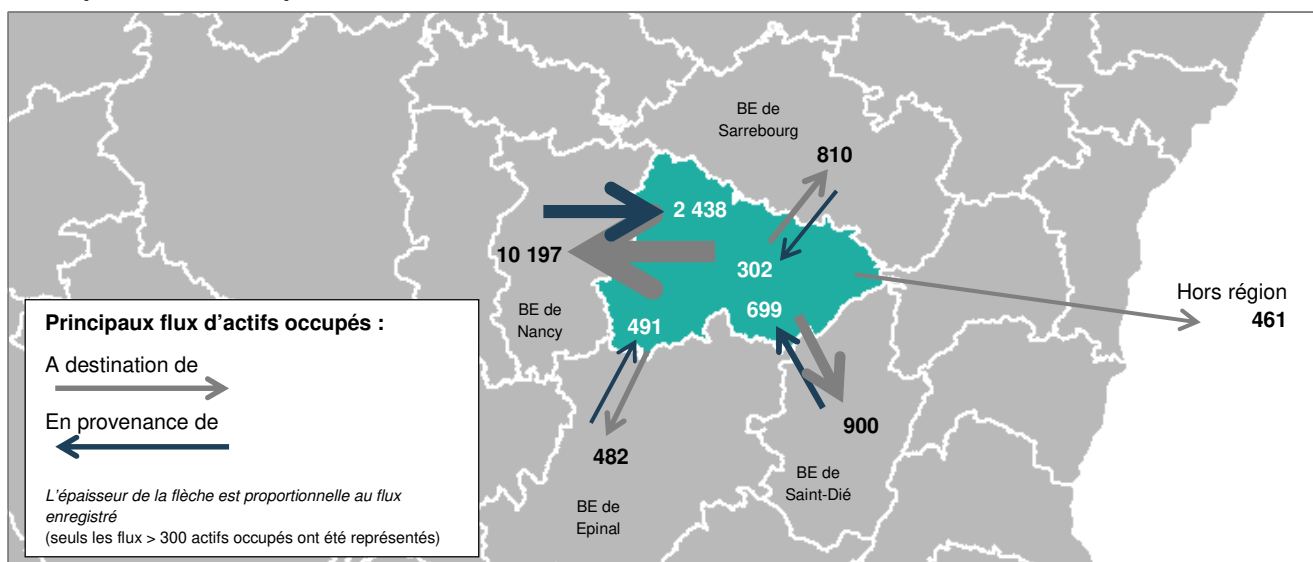 BE de
Sarrebourg
810
2 438
10 197
302
Hors région
461
BE de
Nancy
491
699
482
900
BE de
Saint-Dié
BE de
Epinal
Principaux flux d'actifs occupés :
A destination de
En provenance de
L'épaisseur de la flèche est proportionnelle au flux
enregistré
(seuls les flux > 300 actifs occupés ont été représentés)